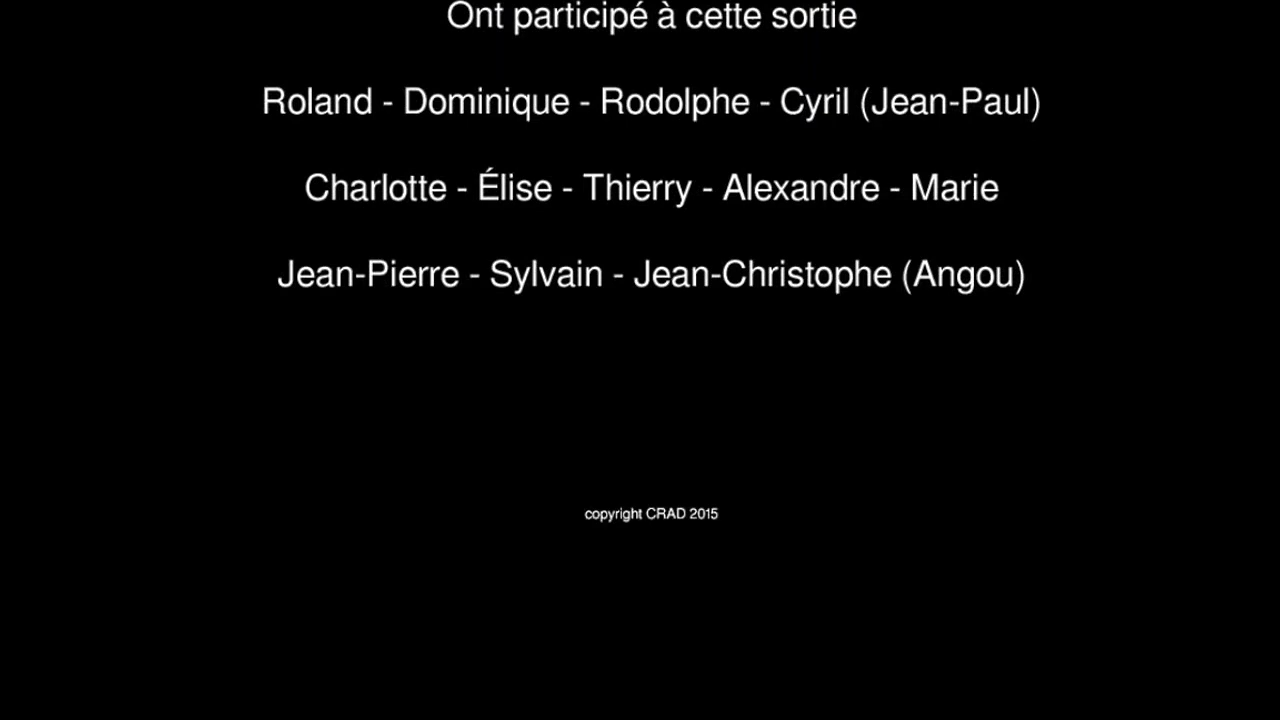 Ont participé à cette sortie
Roland - Dominique - Rodolphe - Cyril (Jean-Paul)
Charlotte - Élise - Thierry - Alexandre - Marie
Jean-Pierre - Sylvain - Jean-Christophe (Angou)
copyright CRAD 2015